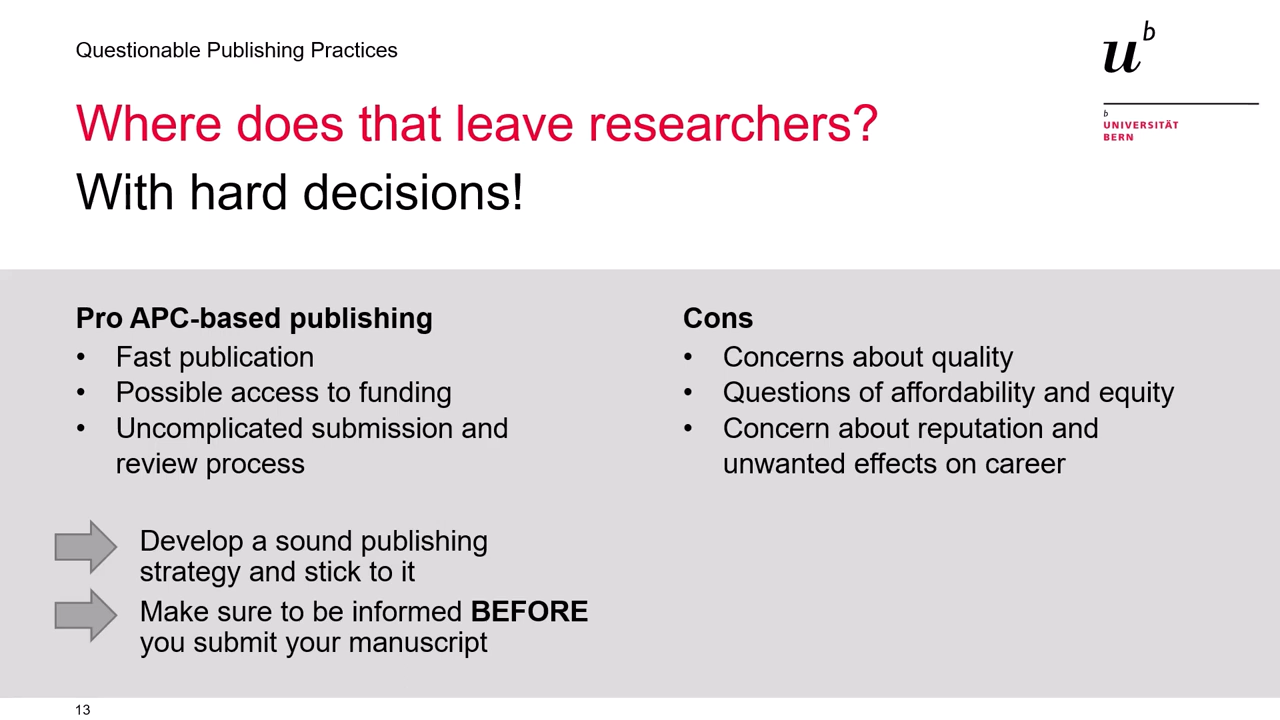 Questionable Publishing Practices
u b
b
UNIVERSITÄT
BERN
Where does that leave researchers?
With hard decisions!
Pro APC-based publishing
• Fast publication
• Possible access to funding
• Uncomplicated submission and
review process
Cons
• Concerns about quality
• Questions of affordability and equity
• Concern about reputation and
unwanted effects on career
Develop a sound publishing
strategy and stick to it
Make sure to be informed BEFORE
you submit your manuscript
13